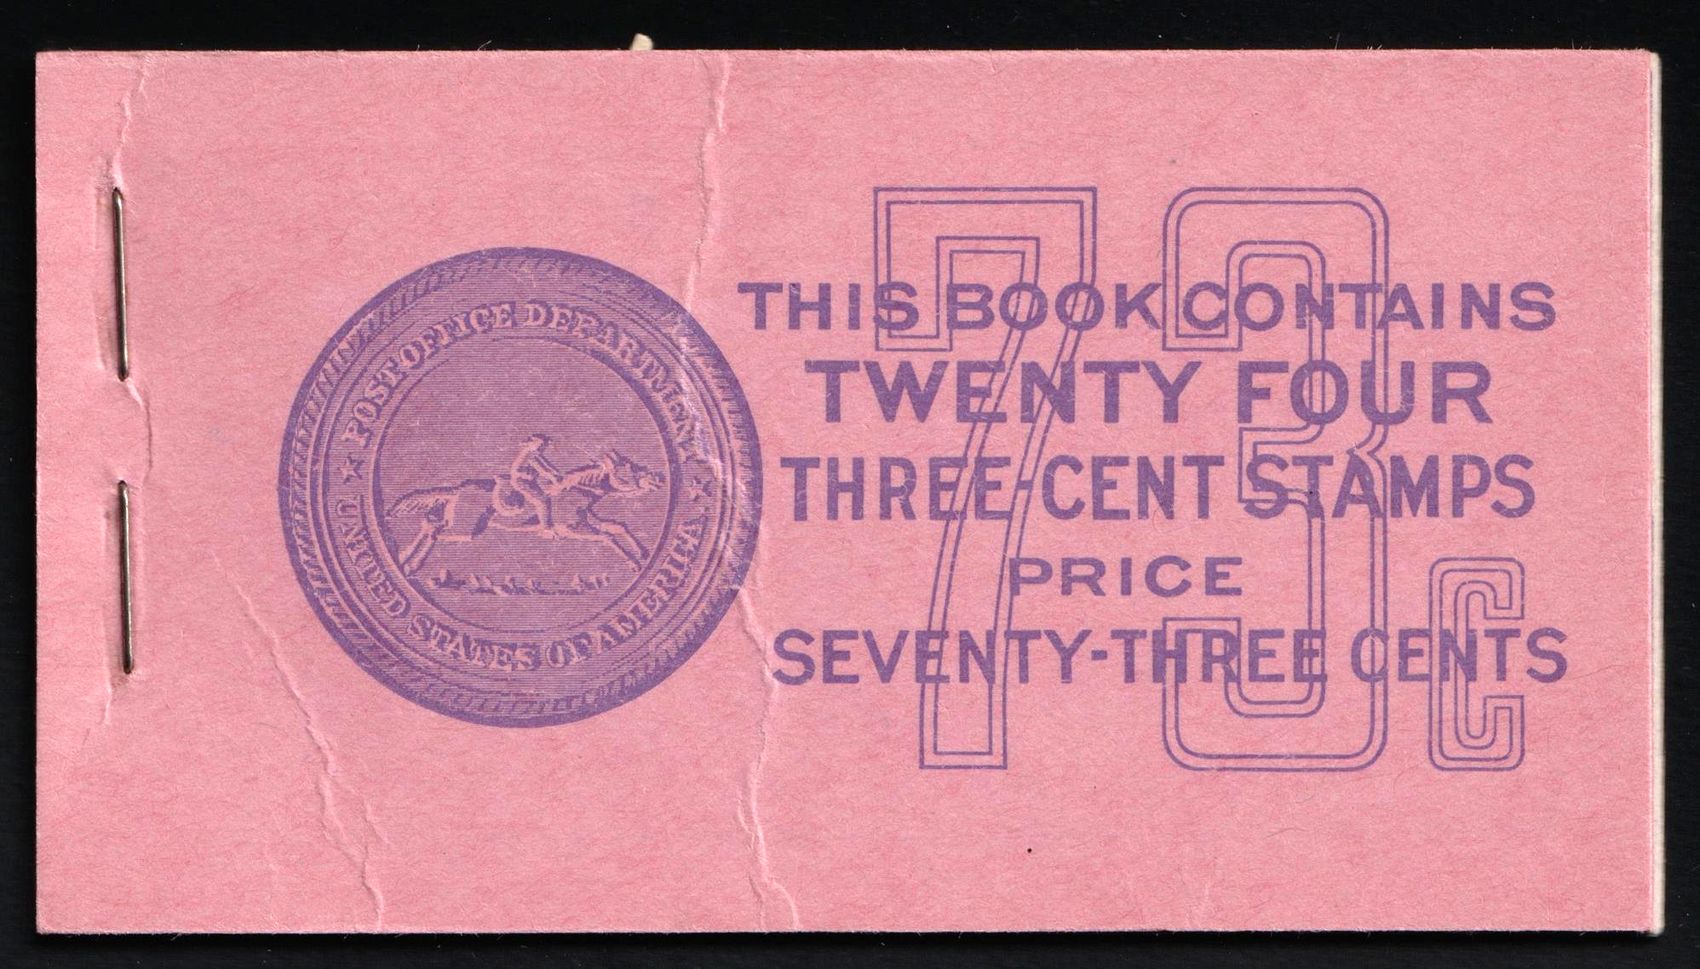 POST OFFICE DEPARTMENT
★ UNITED STATES OF AMERICA ★
73c
THIS BOOK CONTAINS
TWENTY FOUR
THREE-CENT STAMPS
PRICE
SEVENTY-THREE CENTS